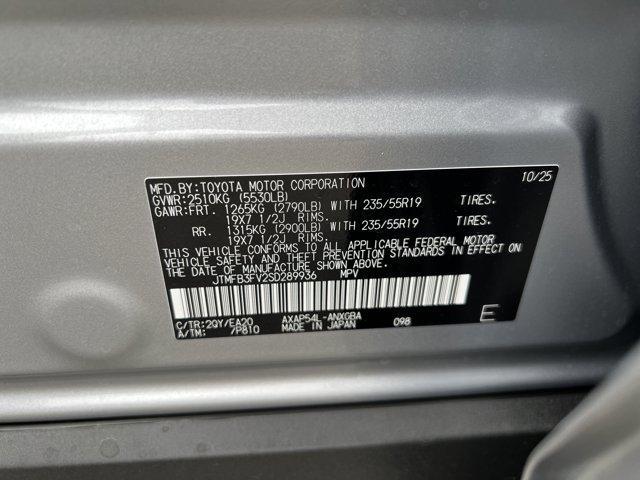 MFD.BY:TOYOTA MOTOR CORPORATION 10/25
GVWR:2510KG (5530LB)
GAWR:FRT. 1265KG (2790LB) WITH 235/55R19 TIRES.
19X7 1/2J RIMS.
RR. 1315KG (2900LB) WITH 235/55R19 TIRES.
19X7 1/2J RIMS.
THIS VEHICLE CONFORMS TO ALL APPLICABLE FEDERAL MOTOR
VEHICLE SAFETY AND THEFT PREVENTION STANDARDS IN EFFECT ON
THE DATE OF MANUFACTURE SHOWN ABOVE.
JTMFB3FV2SD289936 MPV
C/TR:2QY/EA20 AXAP54L-ANXGBA
A/TM: 7P810 MADE IN JAPAN 098 E